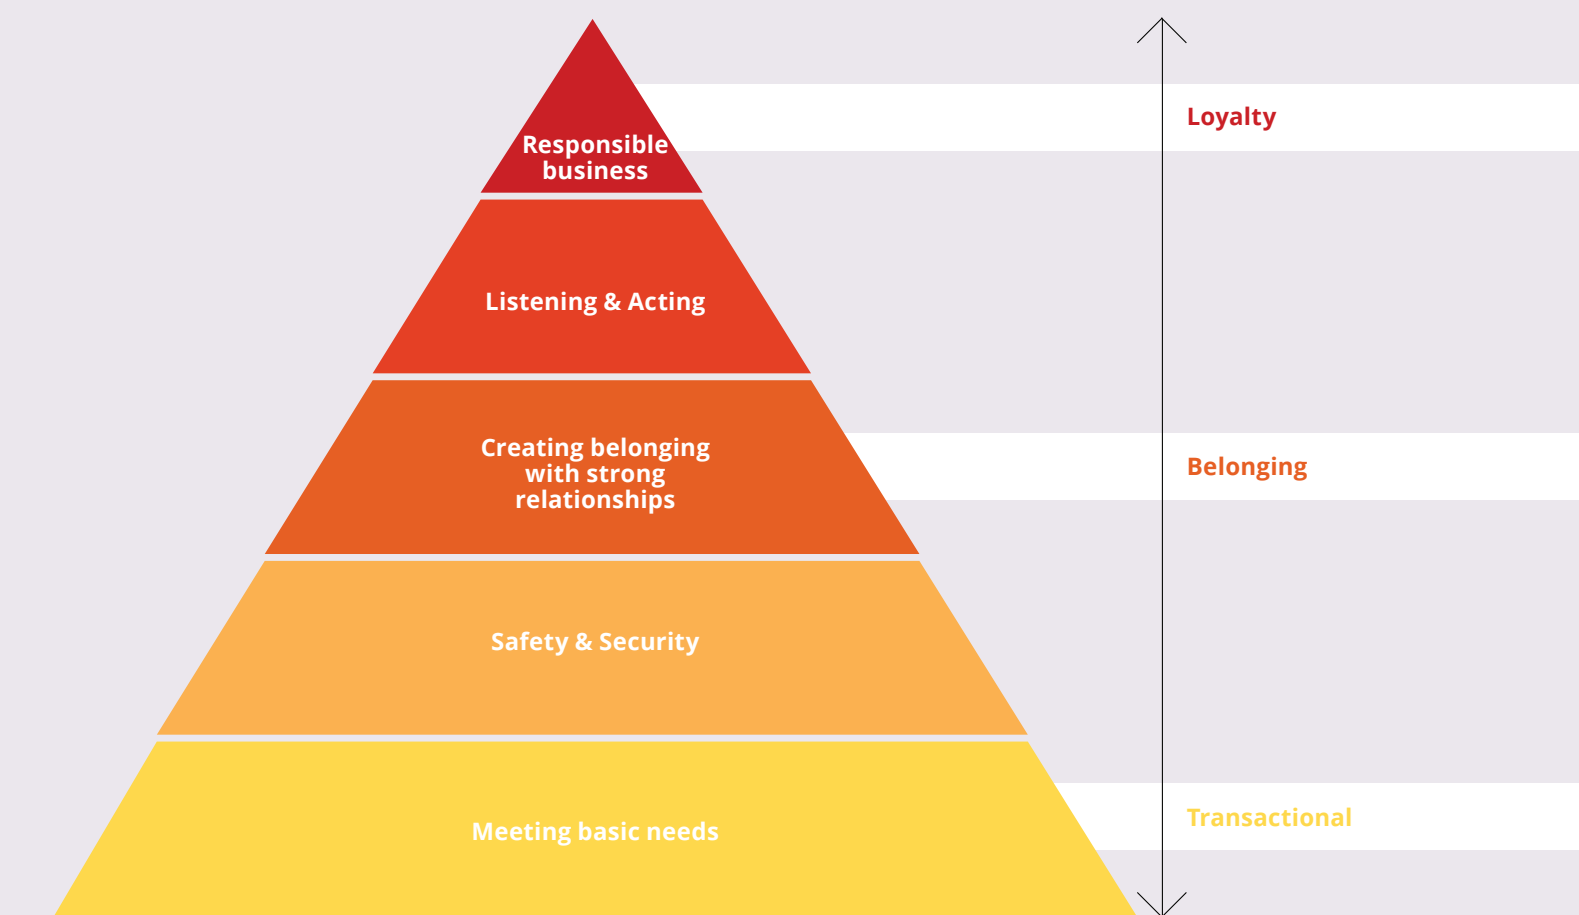 Responsible
business
Loyalty
Listening & Acting
Creating belonging
with strong
relationships
Belonging
Safety & Security
Meeting basic needs
Transactional